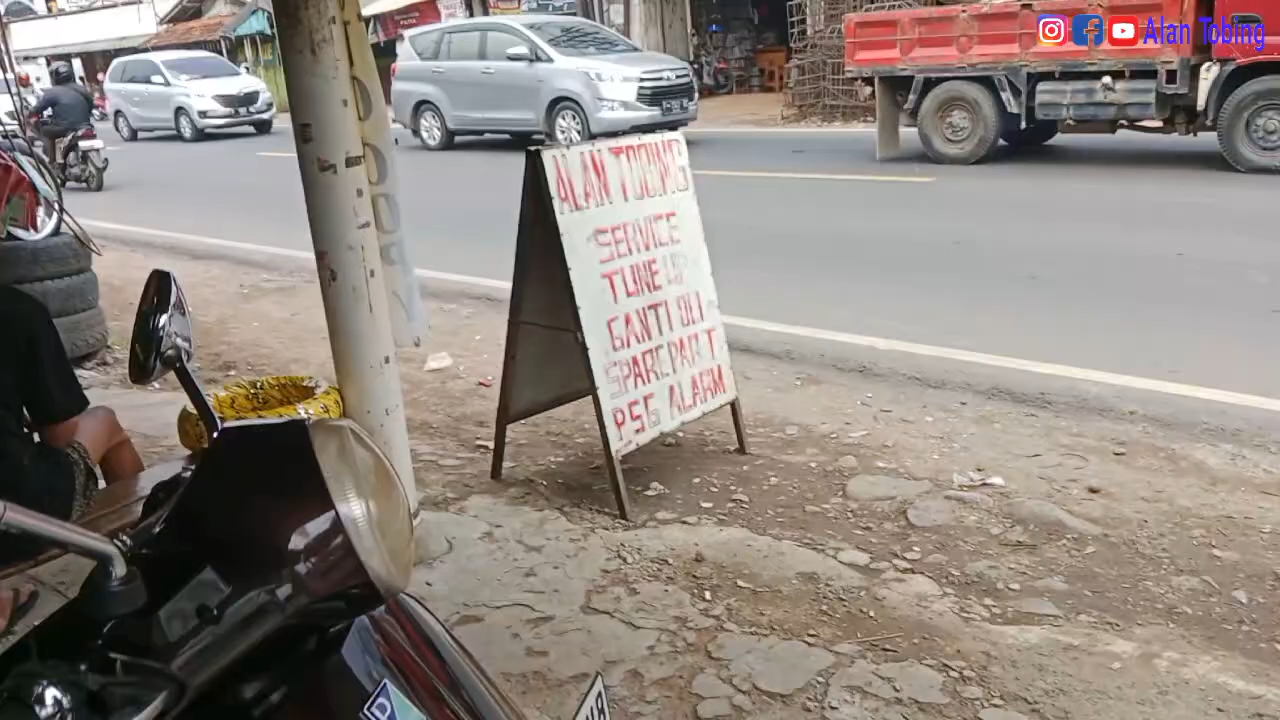 Alan Tobing
ALAN TOBING
SERVICE
TUNE UP
GANTI OLI
SPAREPART
PSG ALARM